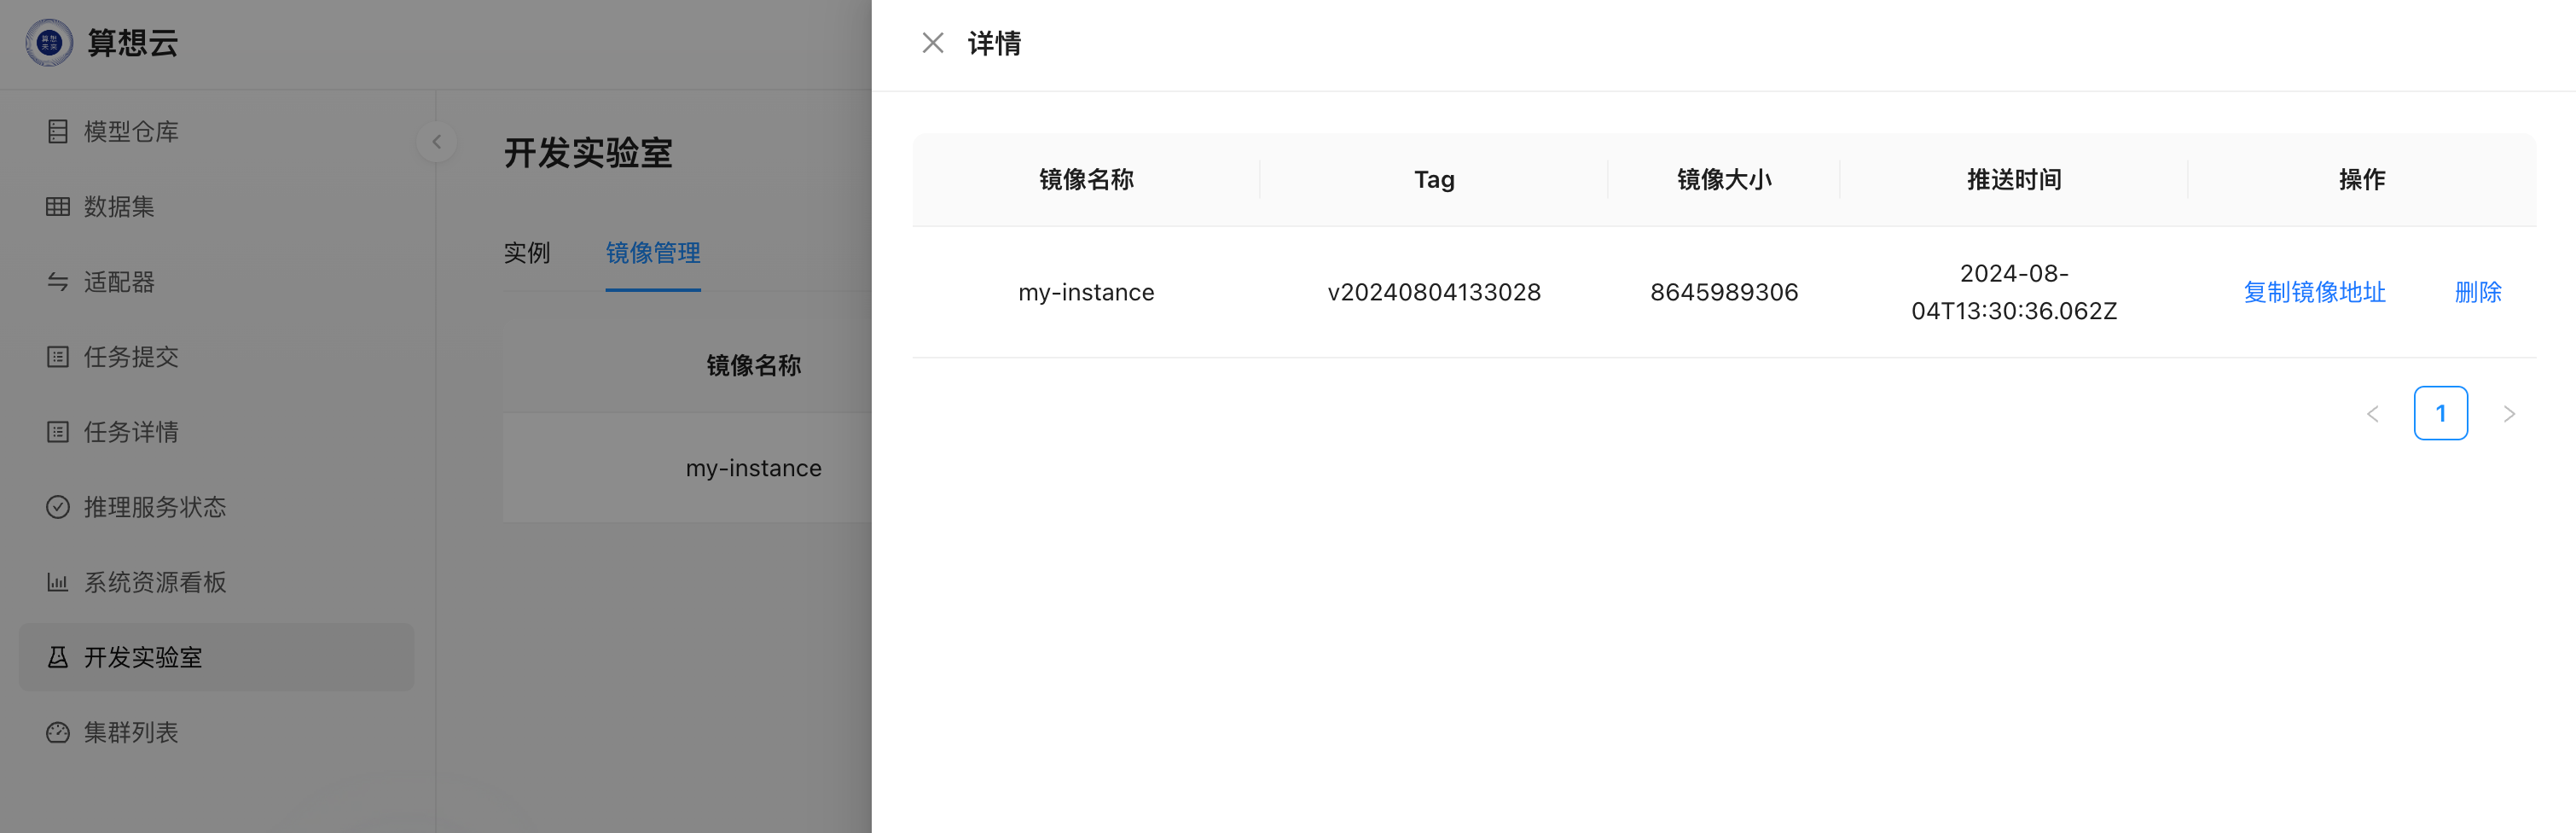 算想云
模型仓库
数据集
适配器
任务提交
任务详情
推理服务状态
系统资源看板
开发实验室
集群列表
开发实验室
实例 镜像管理
镜像名称
my-instance
详情
镜像名称 Tag 镜像大小 推送时间 操作
my-instance v20240804133028 8645989306 2024-08-
04T13:30:36.062Z 复制镜像地址 删除
1